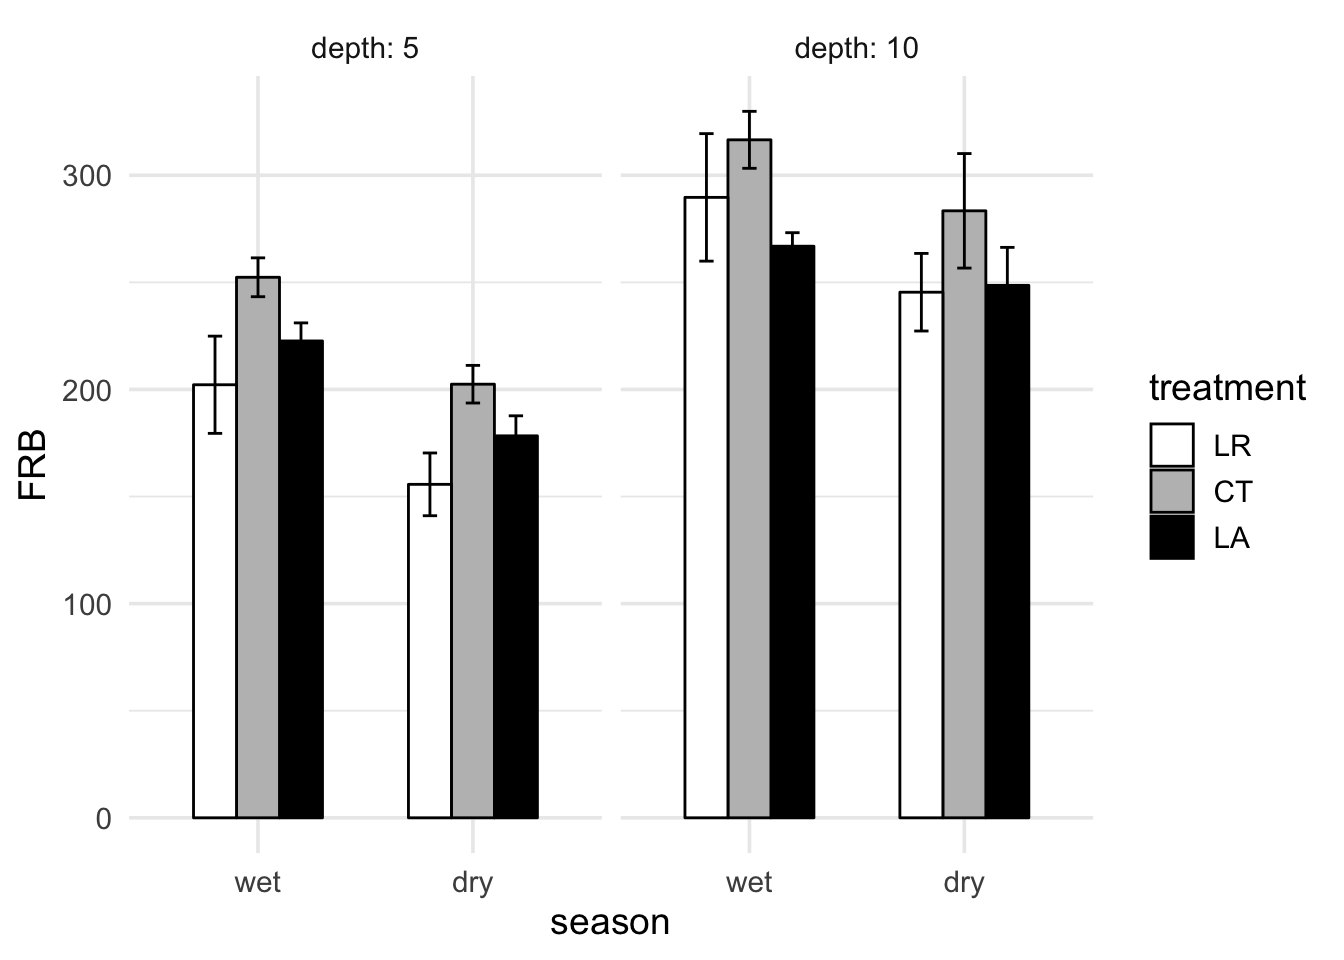 depth: 5
depth: 10
300
200
100
0
FRB
wet
dry
wet
dry
season
treatment
LR
CT
LA